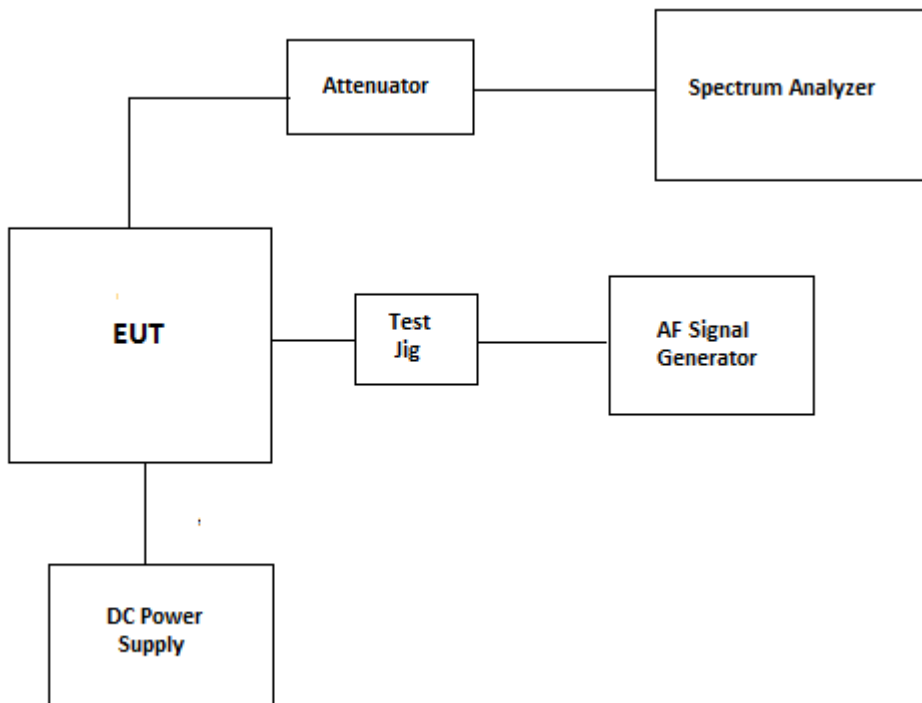 Attenuator
Spectrum Analyzer
EUT
Test
Jig
AF Signal
Generator
DC Power
Supply